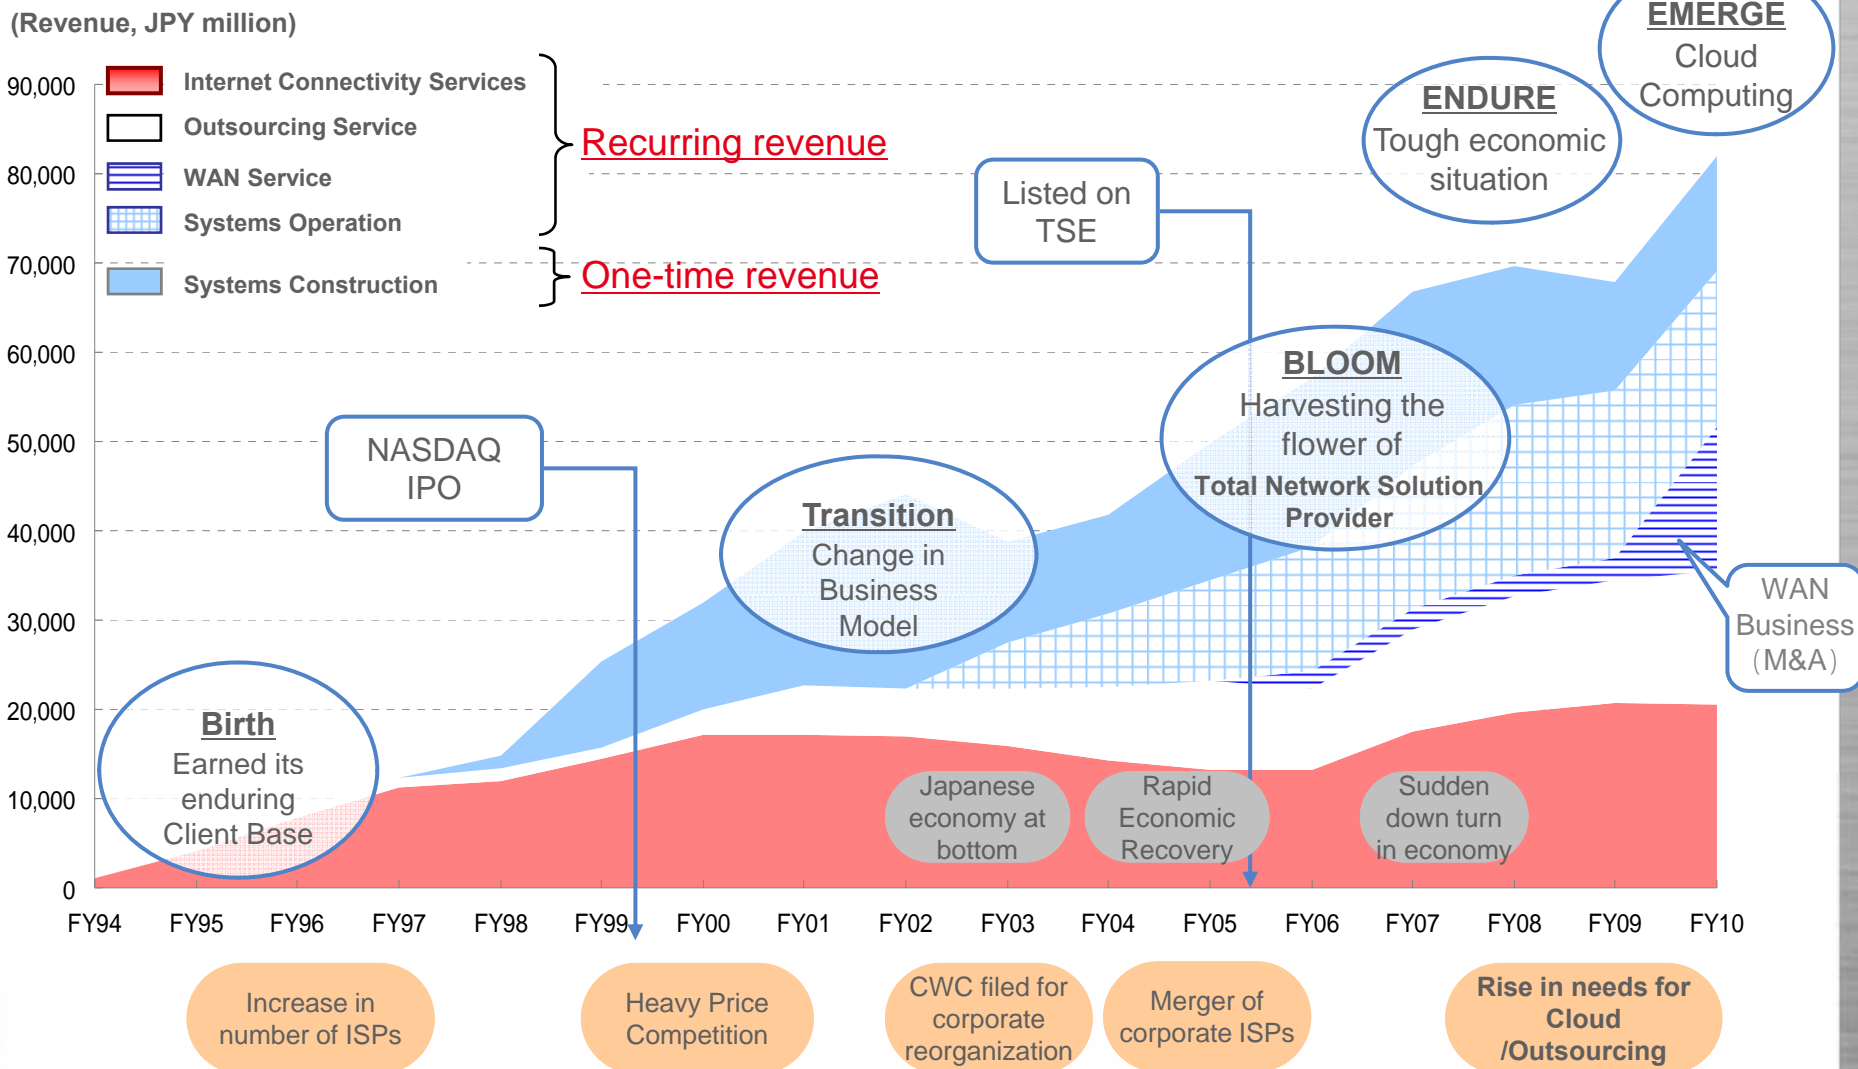 (Revenue, JPY million)
EMERGE
Cloud
Computing
ENDURE
Tough economic
situation
90,000
80,000
70,000
60,000
50,000
40,000
30,000
20,000
10,000
0
Internet Connectivity Services
Outsourcing Service
WAN Service
Systems Operation
Systems Construction
Recurring revenue
One-time revenue
Listed on
TSE
NASDAQ
IPO
BLOOM
Harvesting the
flower of
Total Network Solution
Provider
Transition
Change in
Business
Model
WAN
Business
(M&A)
Birth
Earned its
enduring
Client Base
Japanese
economy at
bottom
Rapid
Economic
Recovery
Sudden
down turn
in economy
FY94 FY95 FY96 FY97 FY98 FY99 FY00 FY01 FY02 FY03 FY04 FY05 FY06 FY07 FY08 FY09 FY10
Increase in
number of ISPs
Heavy Price
Competition
CWC filed for
corporate
reorganization
Merger of
corporate ISPs
Rise in needs for
Cloud
/Outsourcing